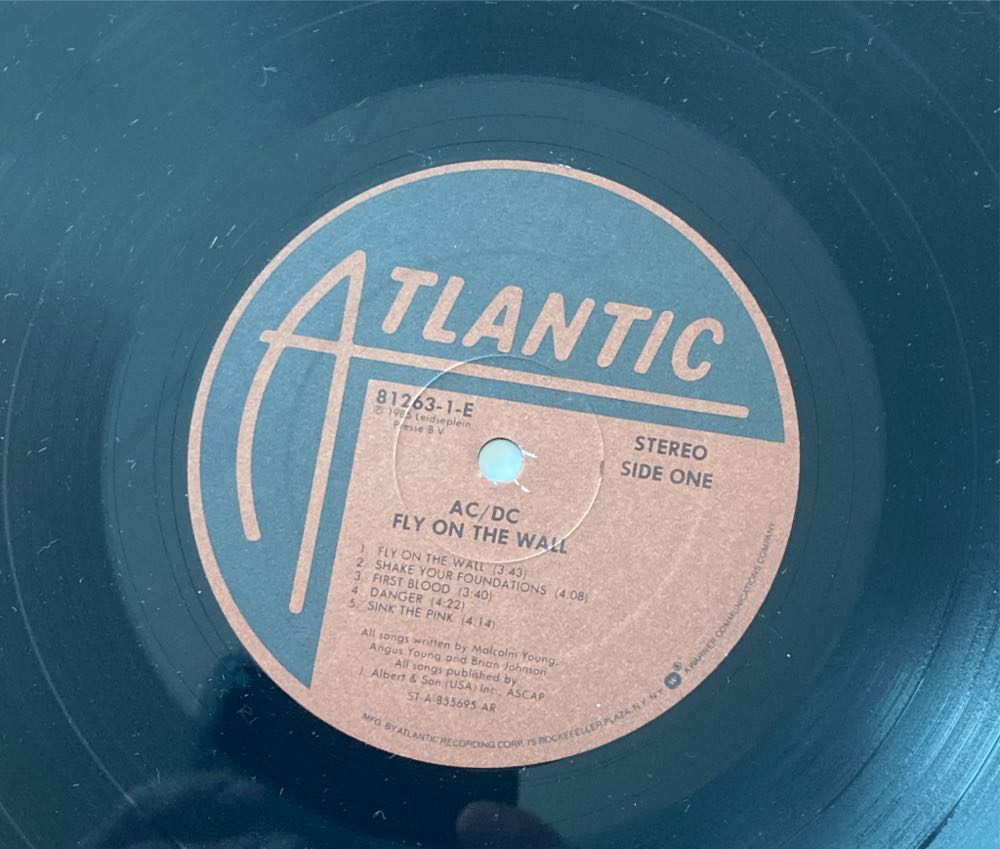 ATLANTIC
81263-1-E
℗ 1985 Leidseplein
Presse B V
STEREO
SIDE ONE
AC/DC
FLY ON THE WALL
1 FLY ON THE WALL (3:43)
2. SHAKE YOUR FOUNDATIONS (4:08)
3. FIRST BLOOD (3:40)
4. DANGER (4:22)
5. SINK THE PINK (4:14)
All songs written by Malcolm Young,
Angus Young and Brian Johnson
All songs published by
J. Albert & Son (USA) Inc., ASCAP
ST-A-855695-AR
MFG. BY ATLANTIC RECORDING CORP., 75 ROCKEFELLER PLAZA, N.Y., N.Y. W ® A WARNER COMMUNICATIONS COMPANY